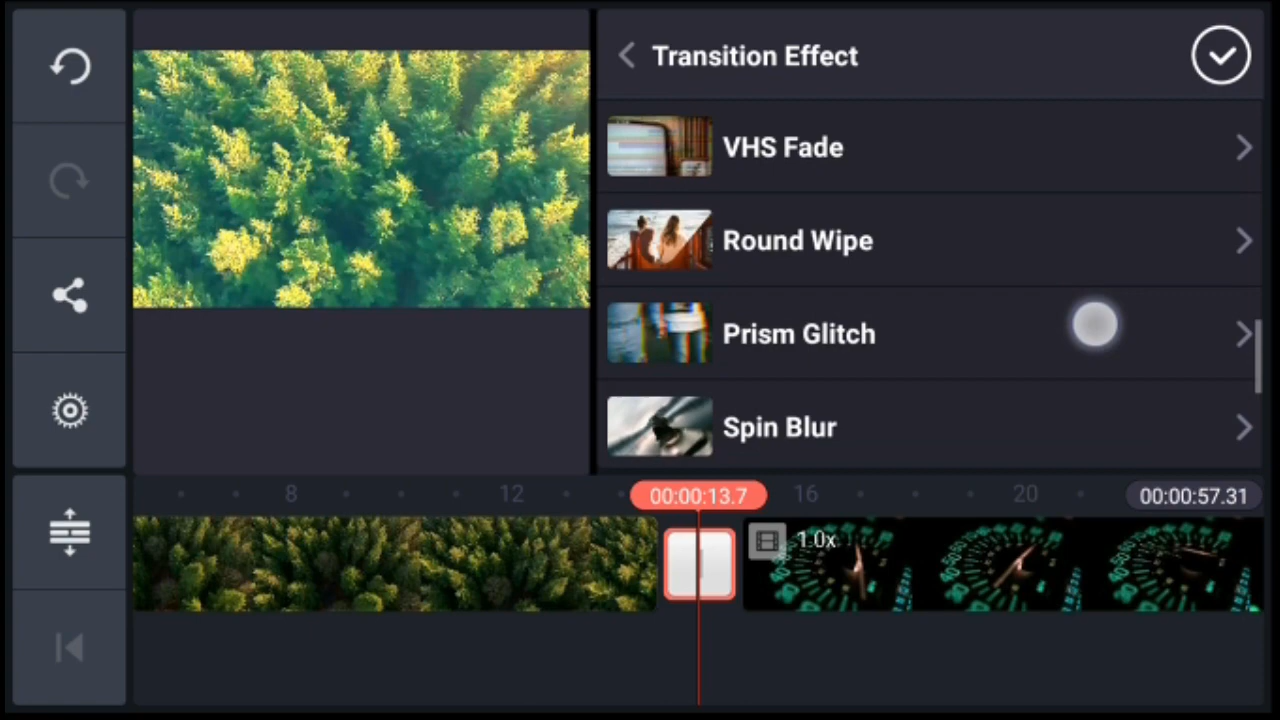 Transition Effect
VHS Fade
Round Wipe
Prism Glitch
Spin Blur
8
12
00:00:13.7
16
20
00:00:57.31
1.0x